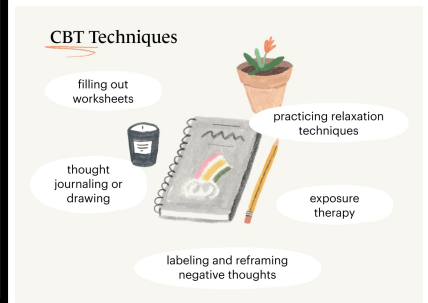 CBT Techniques
filling out
worksheets
practicing relaxation
techniques
thought
journaling or
drawing
exposure
therapy
labeling and reframing
negative thoughts